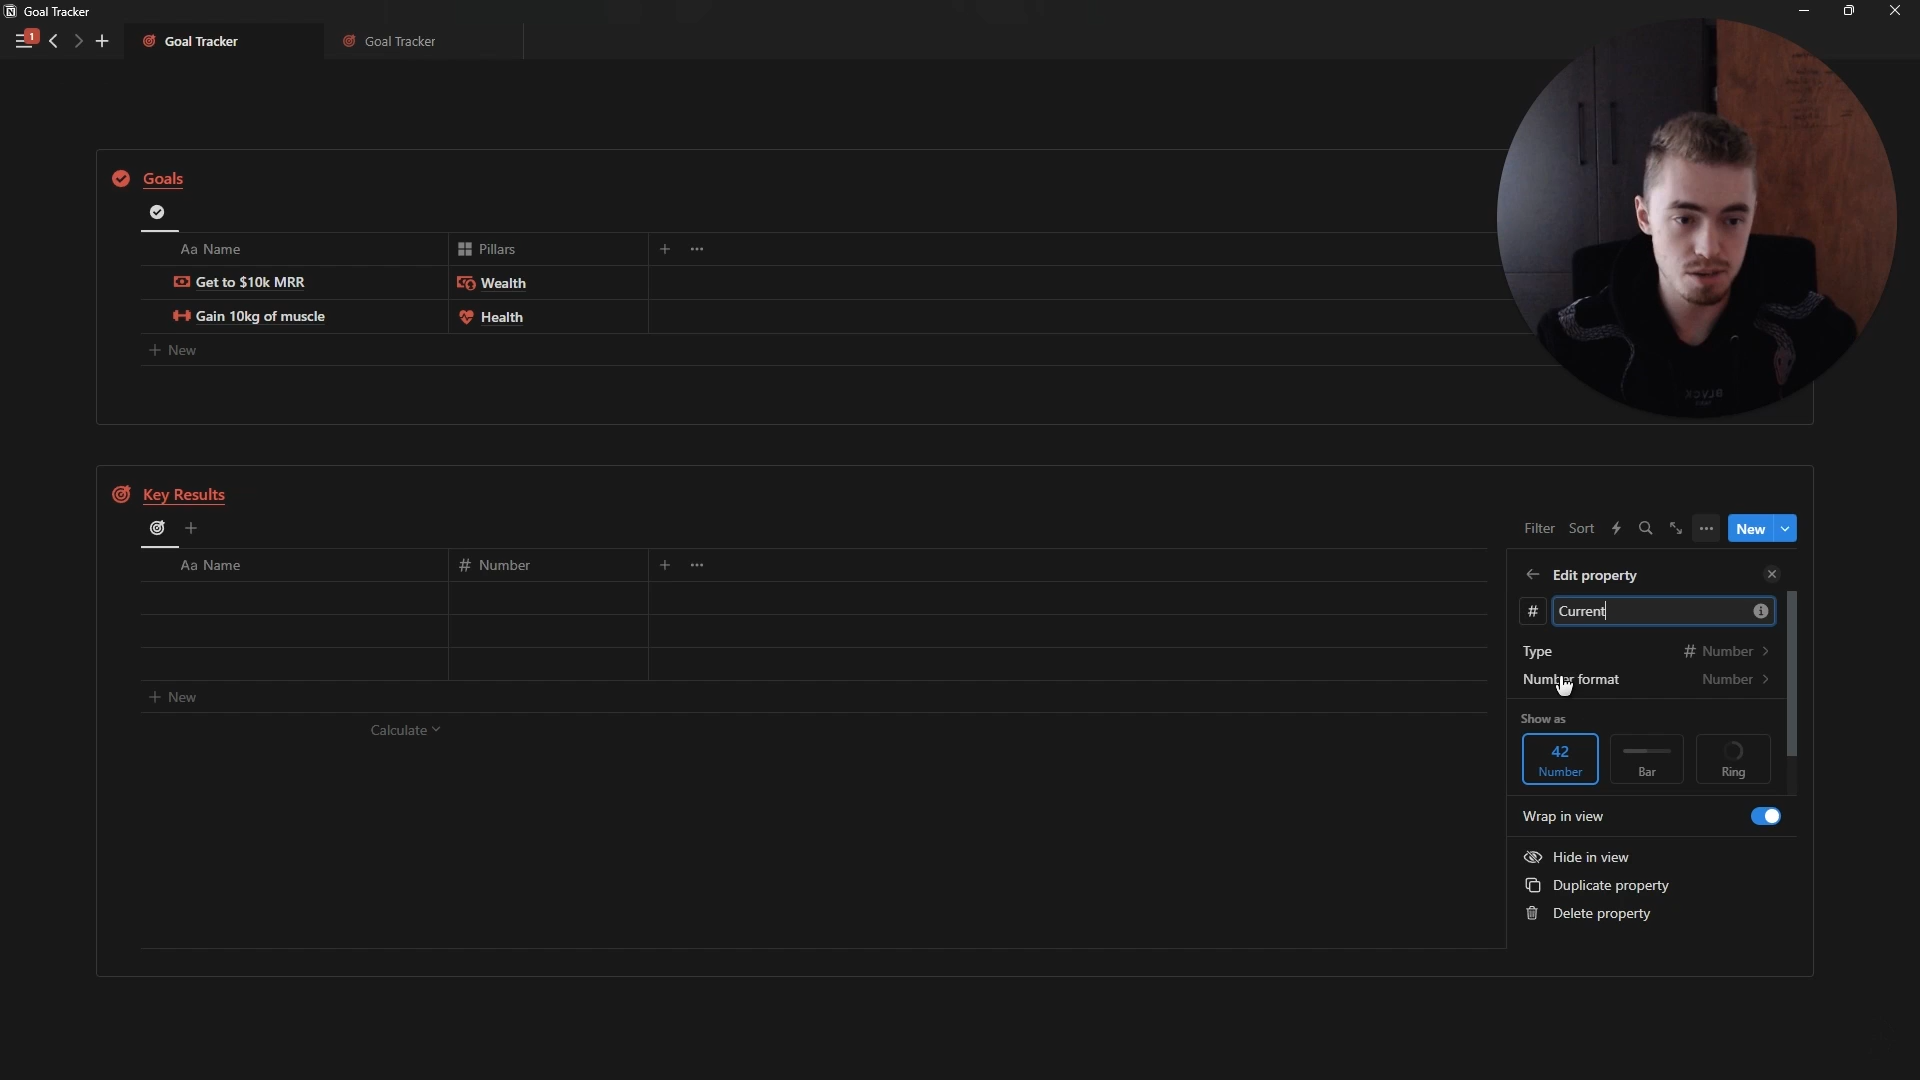 Goal Tracker
1
Goal Tracker
Goal Tracker
Goals
Aa Name
Pillars
Get to $10k MRR
Wealth
Gain 10kg of muscle
Health
New
Key Results
Filter
Sort
New
Aa Name
# Number
Edit property
# Current
Type
# Number
Number format
Number
New
Show as
Calculate
42
Number
Bar
Ring
Wrap in view
Hide in view
Duplicate property
Delete property